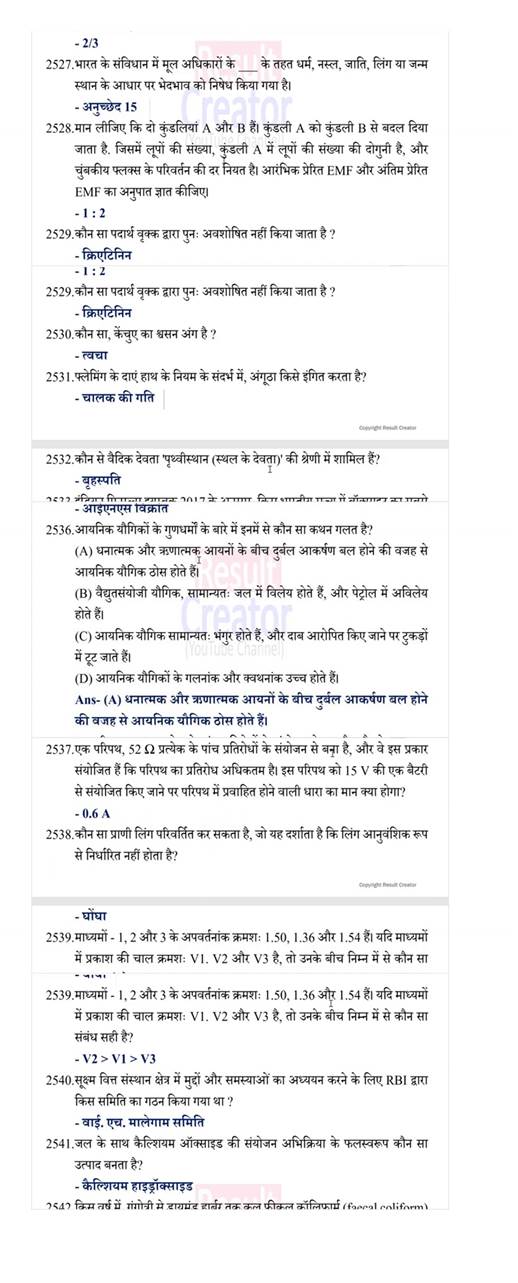 - 2/3
2527.भारत के संविधान में मूल अधिकारों के ___ के तहत धर्म, नस्ल, जाति, लिंग या जन्म
स्थान के आधार पर भेदभाव को निषेध किया गया है।
- अनुच्छेद 15
2528.मान लीजिए कि दो कुंडलियां A और B हैं। कुंडली A को कुंडली B से बदल दिया
जाता है. जिसमें लूपों की संख्या, कुंडली A में लूपों की संख्या की दोगुनी है, और
चुंबकीय फ्लक्स के परिवर्तन की दर नियत है। आरंभिक प्रेरित EMF और अंतिम प्रेरित
EMF का अनुपात ज्ञात कीजिए।
- 1 : 2
2529.कौन सा पदार्थ वृक्क द्वारा पुनः अवशोषित नहीं किया जाता है ?
- क्रिएटिनिन
- 1 : 2
2529.कौन सा पदार्थ वृक्क द्वारा पुनः अवशोषित नहीं किया जाता है ?
- क्रिएटिनिन
2530.कौन सा, केंचुए का श्वसन अंग है ?
- त्वचा
2531.फ्लेमिंग के दाएं हाथ के नियम के संदर्भ में, अंगूठा किसे इंगित करता है?
- चालक की गति
Copyright Result Creator
2532.कौन से वैदिक देवता 'पृथ्वीस्थान (स्थल के देवता)' की श्रेणी में शामिल हैं?
- बृहस्पति
- आईएनएस विक्रांत
2536.आयनिक यौगिकों के गुणधर्मों के बारे में इनमें से कौन सा कथन गलत है?
(A) धनात्मक और ऋणात्मक आयनों के बीच दुर्बल आकर्षण बल होने की वजह से
आयनिक यौगिक ठोस होते हैं।
(B) वैद्युतसंयोजी यौगिक, सामान्यतः जल में विलेय होते हैं, और पेट्रोल में अविलेय
होते हैं।
(C) आयनिक यौगिक सामान्यतः भंगुर होते हैं, और दाब आरोपित किए जाने पर टुकड़ों
में टूट जाते हैं।
(D) आयनिक यौगिकों के गलनांक और क्वथनांक उच्च होते हैं।
Ans- (A) धनात्मक और ऋणात्मक आयनों के बीच दुर्बल आकर्षण बल होने
की वजह से आयनिक यौगिक ठोस होते हैं।
2537.एक परिपथ, 52 Ω प्रत्येक के पांच प्रतिरोधों के संयोजन से बना है, और वे इस प्रकार
संयोजित हैं कि परिपथ का प्रतिरोध अधिकतम है। इस परिपथ को 15 V की एक बैटरी
से संयोजित किए जाने पर परिपथ में प्रवाहित होने वाली धारा का मान क्या होगा?
- 0.6 A
2538.कौन सा प्राणी लिंग परिवर्तित कर सकता है, जो यह दर्शाता है कि लिंग आनुवंशिक रूप
से निर्धारित नहीं होता है?
Copyright Result Creator
- घोंघा
2539.माध्यमों - 1, 2 और 3 के अपवर्तनांक क्रमशः 1.50, 1.36 और 1.54 हैं। यदि माध्यमों
में प्रकाश की चाल क्रमशः V1. V2 और V3 है, तो उनके बीच निम्न में से कौन सा
2539.माध्यमों - 1, 2 और 3 के अपवर्तनांक क्रमशः 1.50, 1.36 और 1.54 हैं। यदि माध्यमों
में प्रकाश की चाल क्रमशः V1. V2 और V3 है, तो उनके बीच निम्न में से कौन सा
संबंध सही है?
- V2 > V1 > V3
2540.सूक्ष्म वित्त संस्थान क्षेत्र में मुद्दों और समस्याओं का अध्ययन करने के लिए RBI द्वारा
किस समिति का गठन किया गया था ?
- वाई. एच. मालेगाम समिति
2541.जल के साथ कैल्शियम ऑक्साइड की संयोजन अभिक्रिया के फलस्वरूप कौन सा
उत्पाद बनता है?
- कैल्शियम हाइड्रॉक्साइड
2542.किस वर्ष में, गंगोत्री से डायमंड हार्बर तक कुल फीकल कॉलिफार्म (faecal coliform)